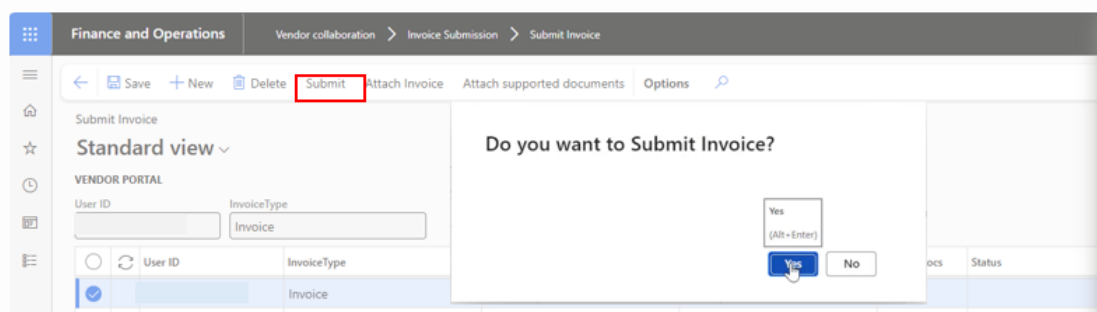 Finance and Operations Vendor collaboration > Invoice Submission > Submit Invoice
Save + New Delete Submit Attach Invoice Attach supported documents Options
Submit Invoice
Standard view
VENDOR PORTAL
User ID InvoiceType
Invoice
Do you want to Submit Invoice?
Yes
(Alt+Enter)
Yes No
User ID InvoiceType ocs Status
Invoice